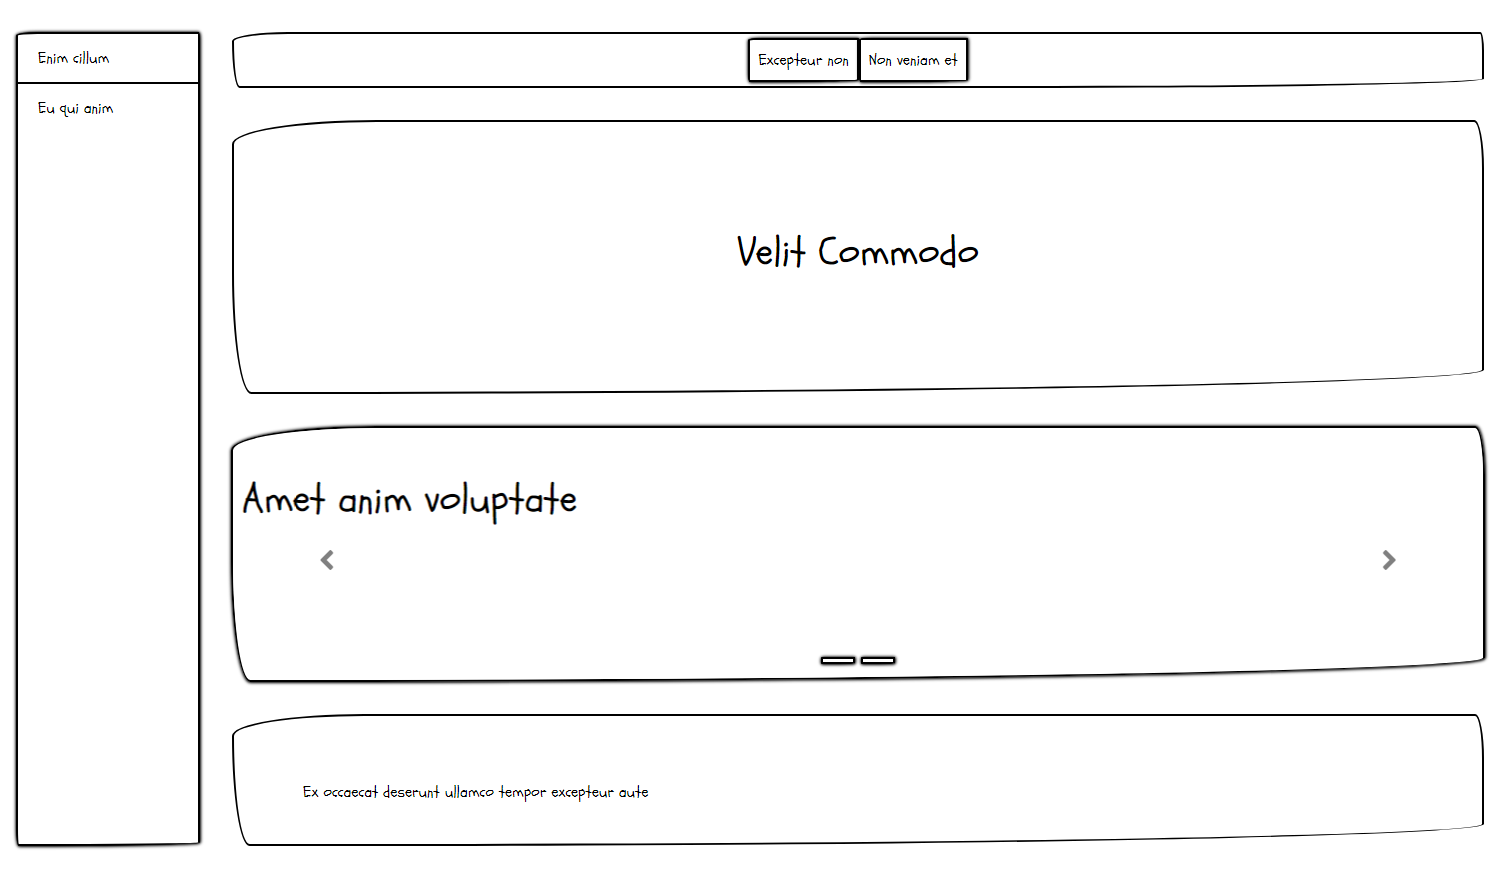 Enim cillum
Eu qui anim
Excepteur non
Non veniam et
Velit Commodo
Amet anim voluptate
Ex occaecat deserunt ullamco tempor excepteur aute